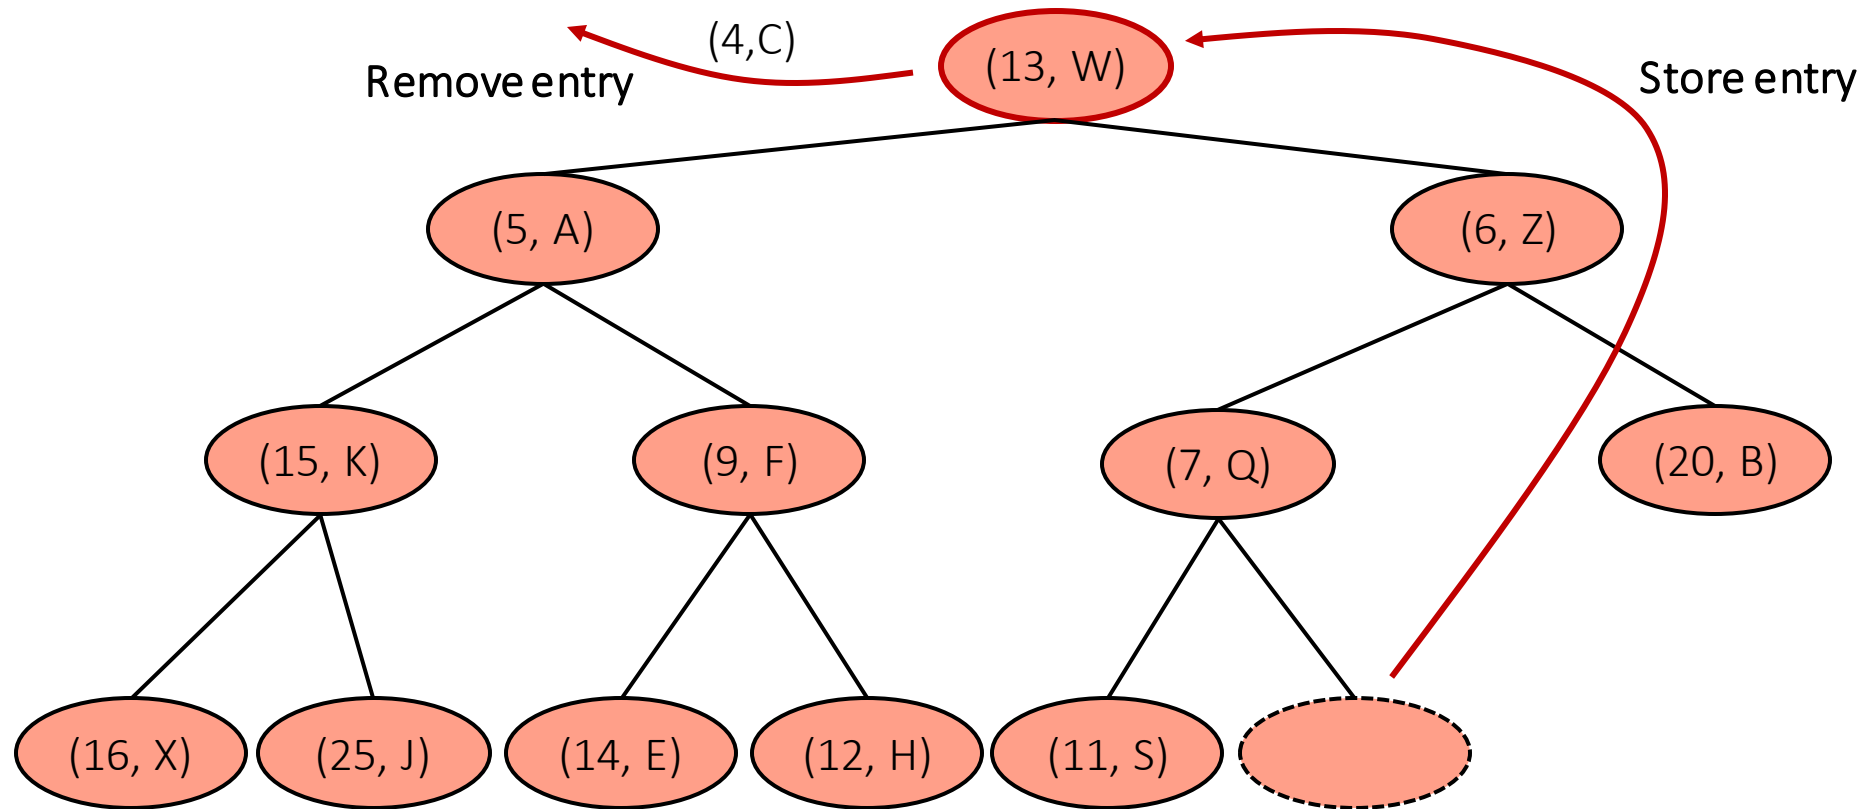 (4,C)
(13, W)
Remove entry
Store entry
(5, A)
(6, Z)
(15, K)
(9, F)
(7, Q)
(20, B)
(16, X)
(25, J)
(14, E)
(12, H)
(11, S)